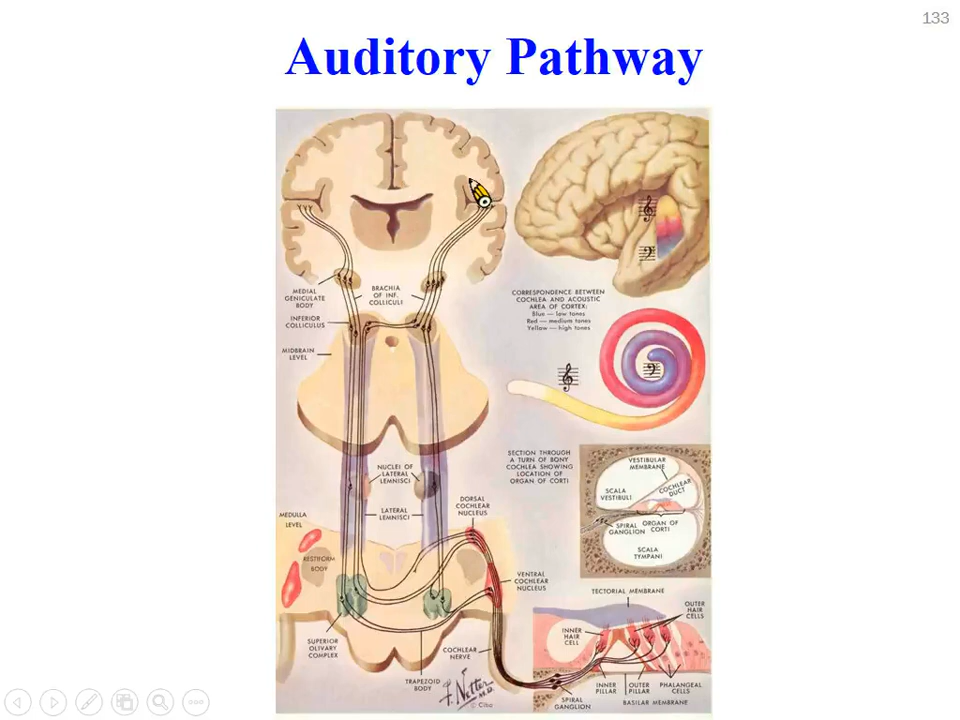 133
Auditory Pathway
MEDIAL
GENICULATE
BODY
BRACHIA
OF INF.
COLLICULI
INFERIOR
COLLICULUS
MIDBRAIN
LEVEL
CORRESPONDENCE BETWEEN
COCHLEA AND ACOUSTIC
AREA OF CORTEX:
Blue — low tones
Red — medium tones
Yellow — high tones
NUCLEI OF
LATERAL
LEMNISCI
LATERAL
LEMNISCI
DORSAL
COCHLEAR
NUCLEUS
MEDULLA
LEVEL
RESTIFORM
BODY
VENTRAL
COCHLEAR
NUCLEUS
SUPERIOR
OLIVARY
COMPLEX
COCHLEAR
NERVE
TRAPEZOID
BODY
F. Netter
M.D.
© Ciba
SECTION THROUGH
A TURN OF BONY
COCHLEA SHOWING
LOCATION OF
ORGAN OF CORTI
VESTIBULAR
MEMBRANE
SCALA
VESTIBULI
COCHLEAR
DUCT
SPIRAL
GANGLION
ORGAN OF
CORTI
SCALA
TYMPANI
TECTORIAL MEMBRANE
OUTER
HAIR
CELLS
INNER
HAIR
CELL
INNER
PILLAR
OUTER
PILLAR
PHALANGEAL
CELLS
SPIRAL
GANGLION
BASILAR MEMBRANE